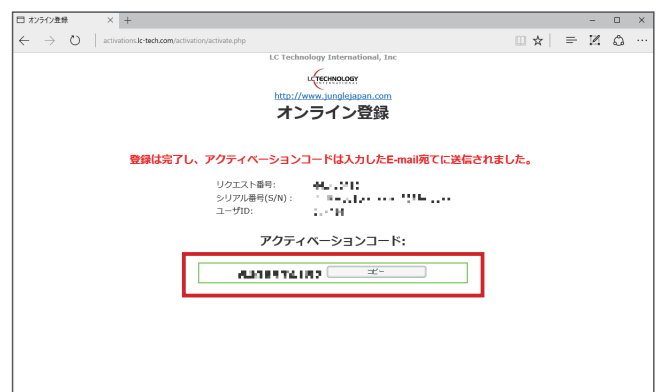 オンライン登録
activations.lc-tech.com/activation/activate.php
LC Technology International, Inc
LC TECHNOLOGY
INTERNATIONAL
http://www.junglejapan.com
オンライン登録
登録は完了し、アクティベーションコードは入力したE-mail宛てに送信されました。
リクエスト番号:
シリアル番号(S/N) :
ユーザID:
アクティベーションコード:
コピー